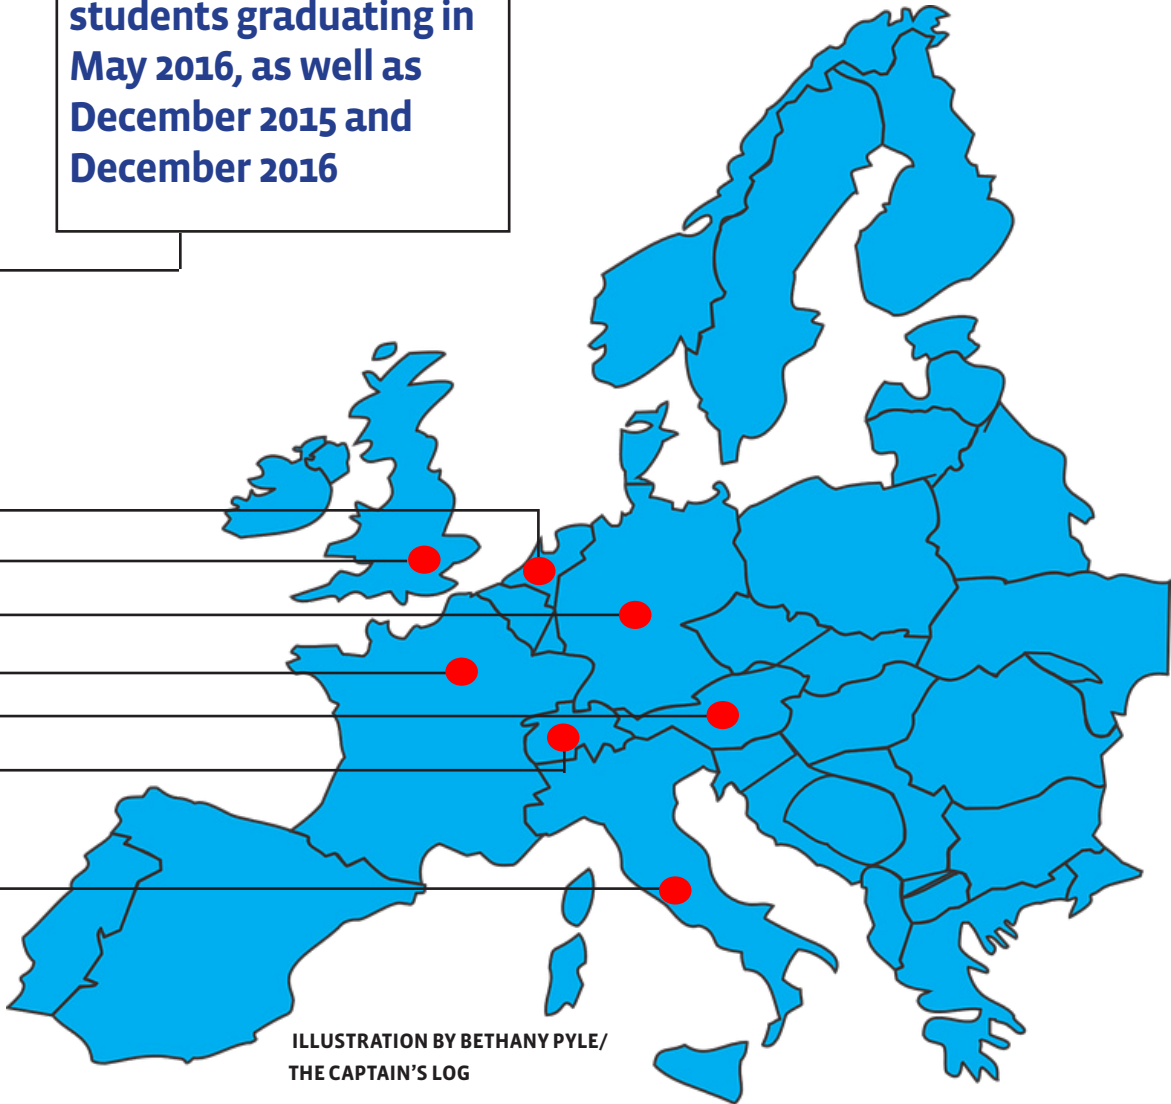 students graduating in
May 2016, as well as
December 2015 and
December 2016
ILLUSTRATION BY BETHANY PYLE/
THE CAPTAIN'S LOG